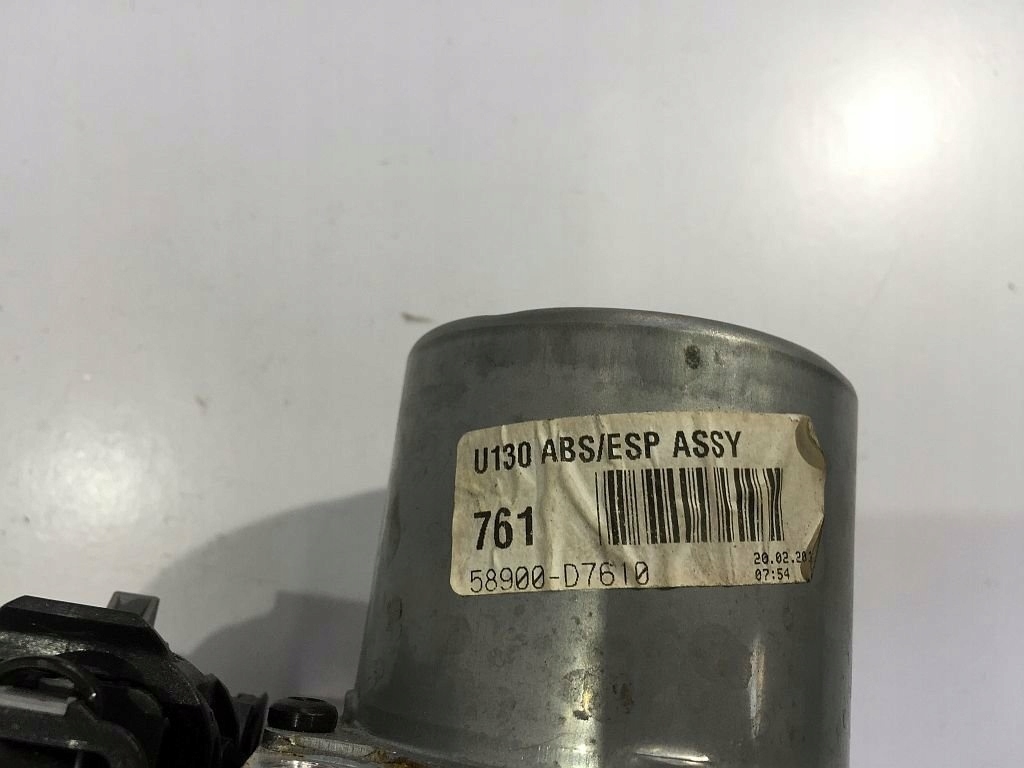 U130 ABS/ESP ASSY
761
58900-D7610
20.02.201
07:54